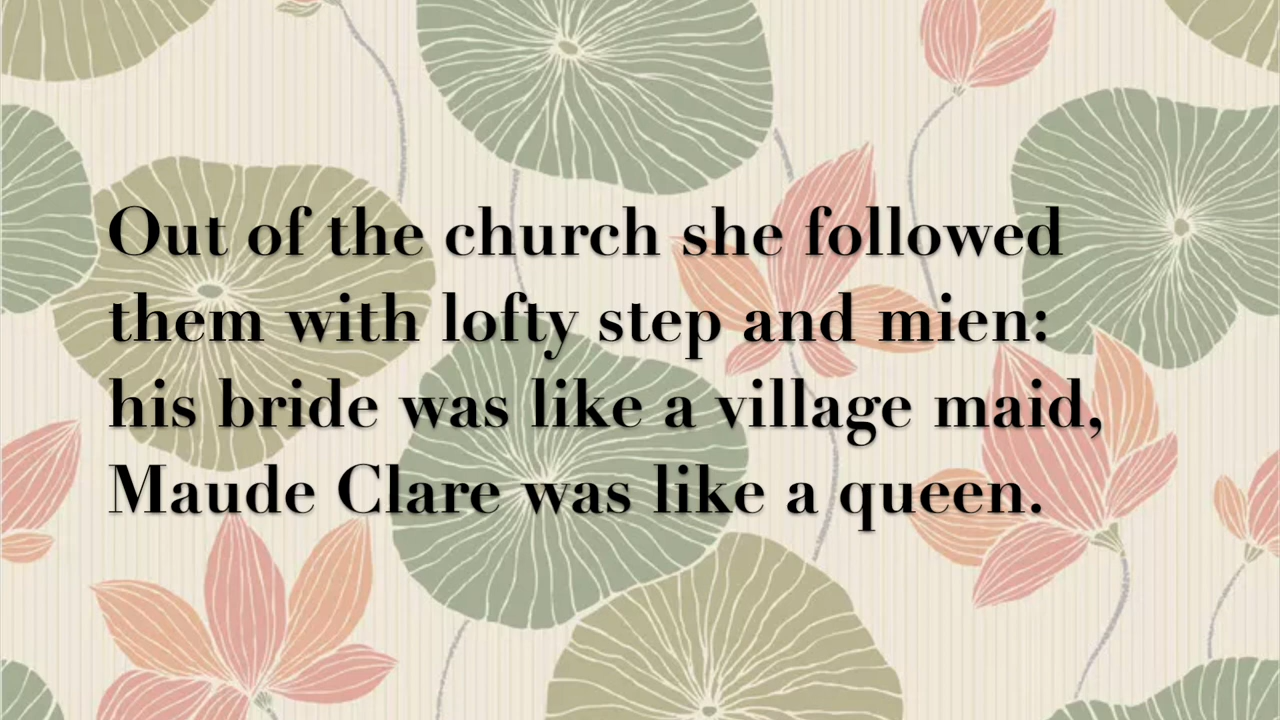 Out of the church she followed
them with lofty step and mien:
his bride was like a village maid,
Maude Clare was like a queen.